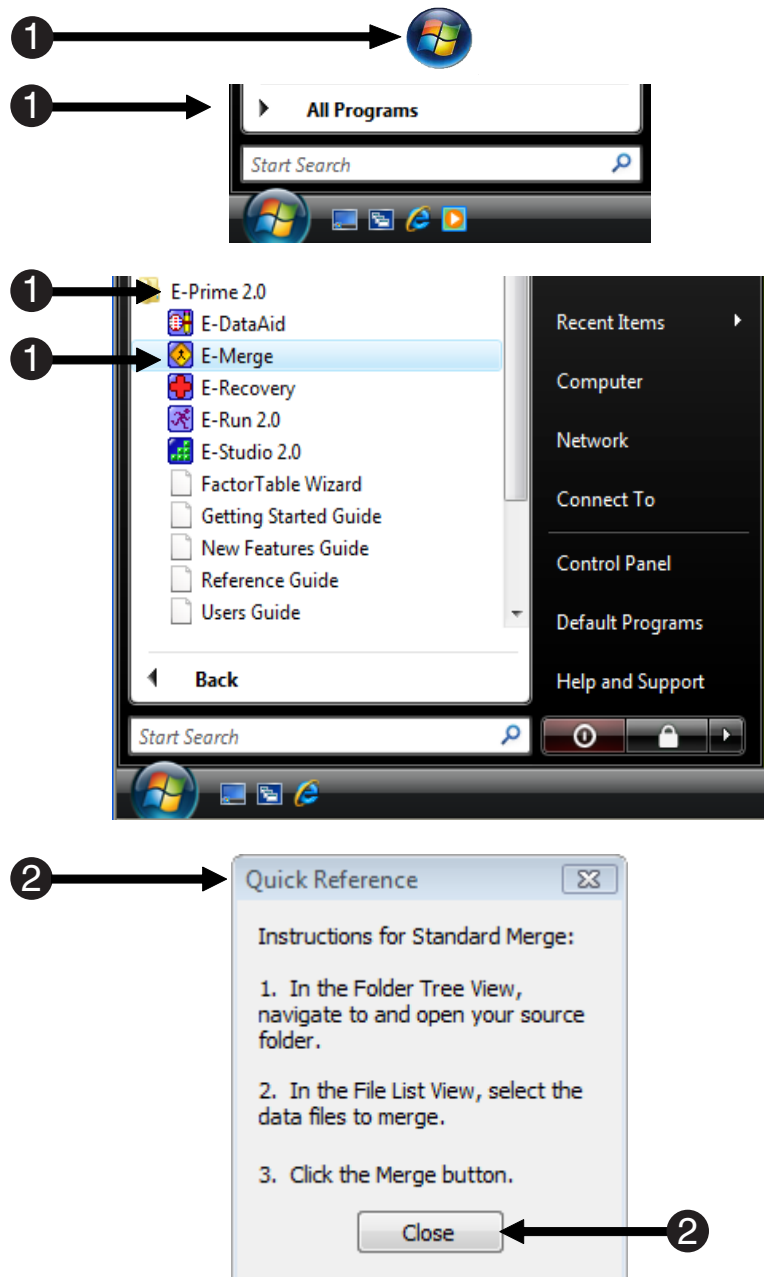 1
1
All Programs
Start Search
1
E-Prime 2.0
E-DataAid
1
E-Merge
E-Recovery
E-Run 2.0
E-Studio 2.0
FactorTable Wizard
Getting Started Guide
New Features Guide
Reference Guide
Users Guide
Back
Start Search
Recent Items
Computer
Network
Connect To
Control Panel
Default Programs
Help and Support
2
Quick Reference
Instructions for Standard Merge:
1. In the Folder Tree View,
navigate to and open your source
folder.
2. In the File List View, select the
data files to merge.
3. Click the Merge button.
Close
2